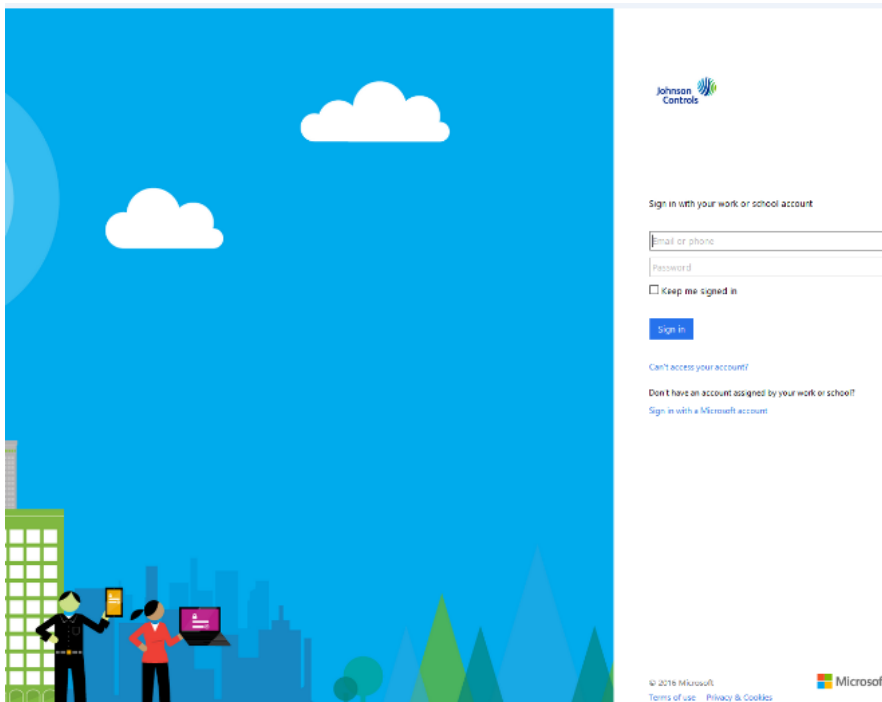 Johnson
Controls
Sign in with your work or school account
Email or phone
Password
Keep me signed in
Sign in
Can't access your account?
Don't have an account assigned by your work or school?
Sign in with a Microsoft account
© 2016 Microsoft
Microsof
Terms of use Privacy & Cookies